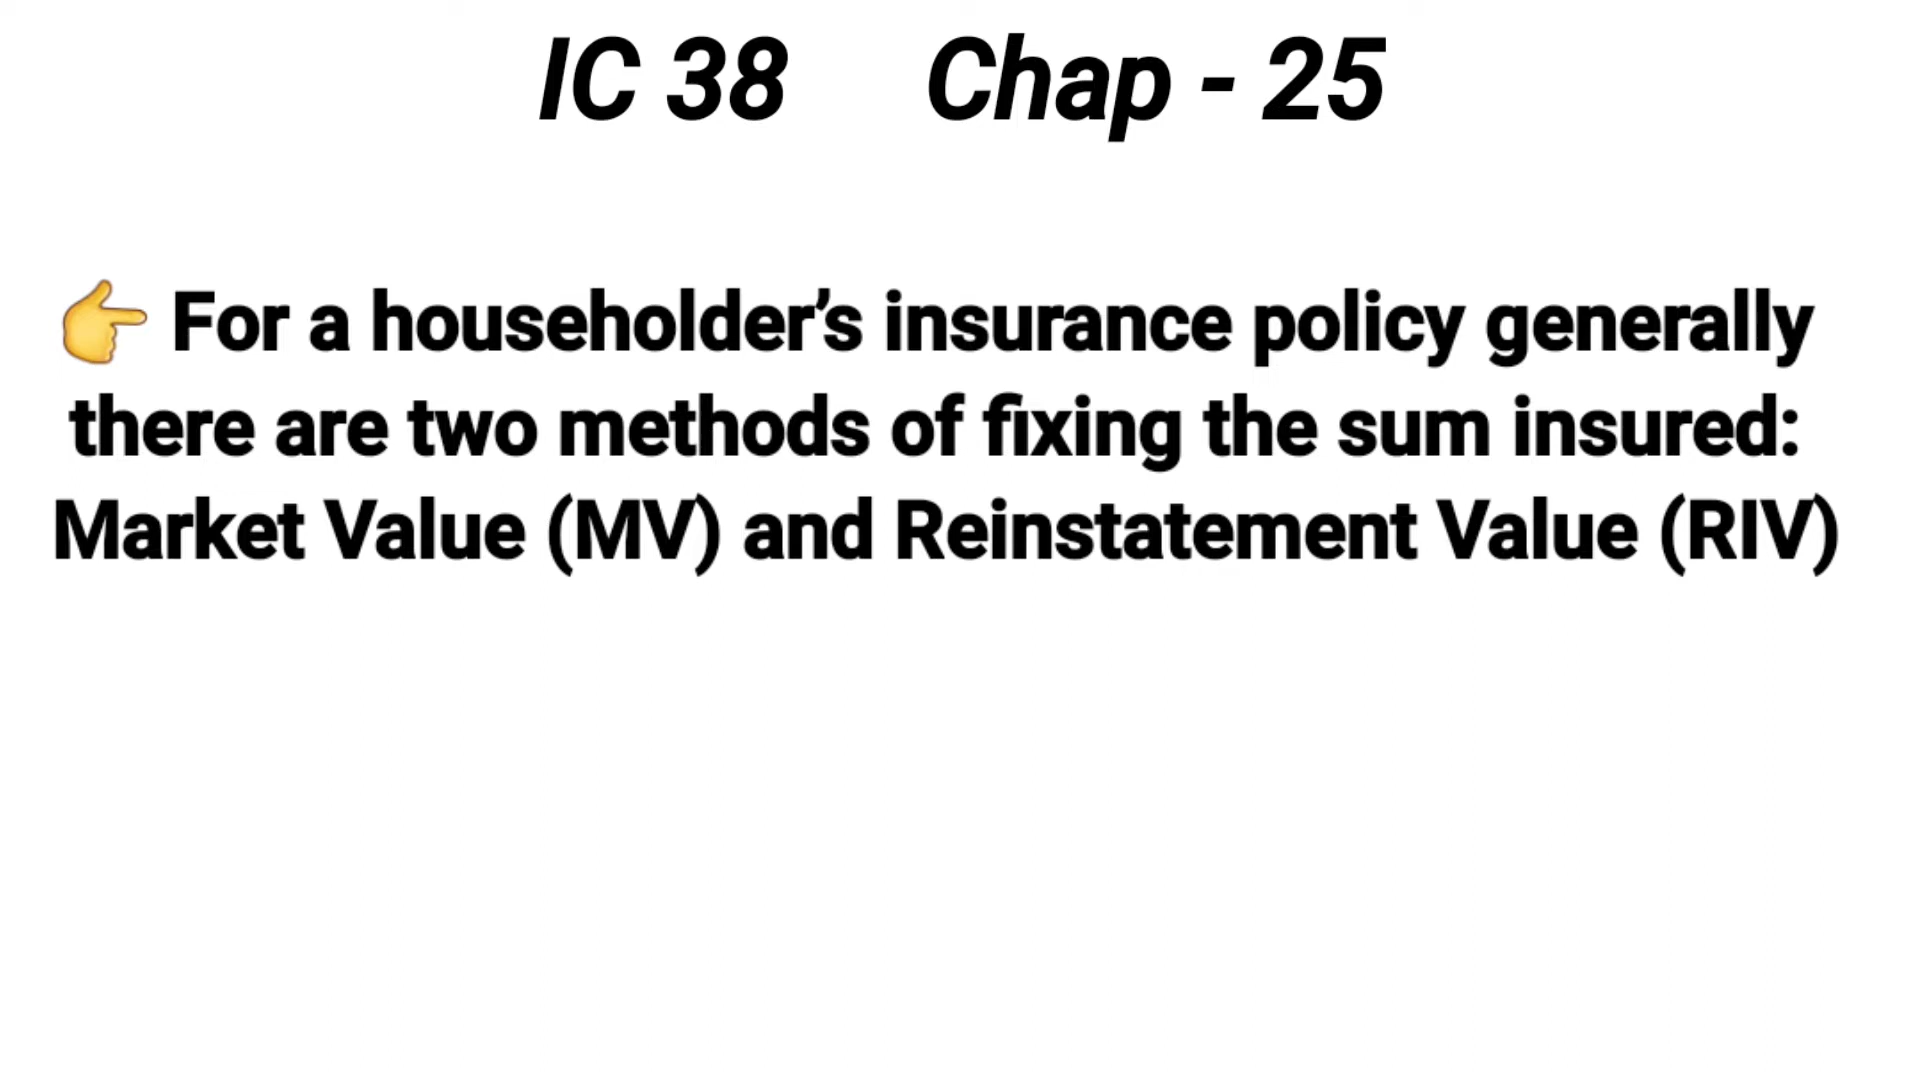 IC 38 Chap - 25
👉 For a householder’s insurance policy generally
there are two methods of fixing the sum insured:
Market Value (MV) and Reinstatement Value (RIV)